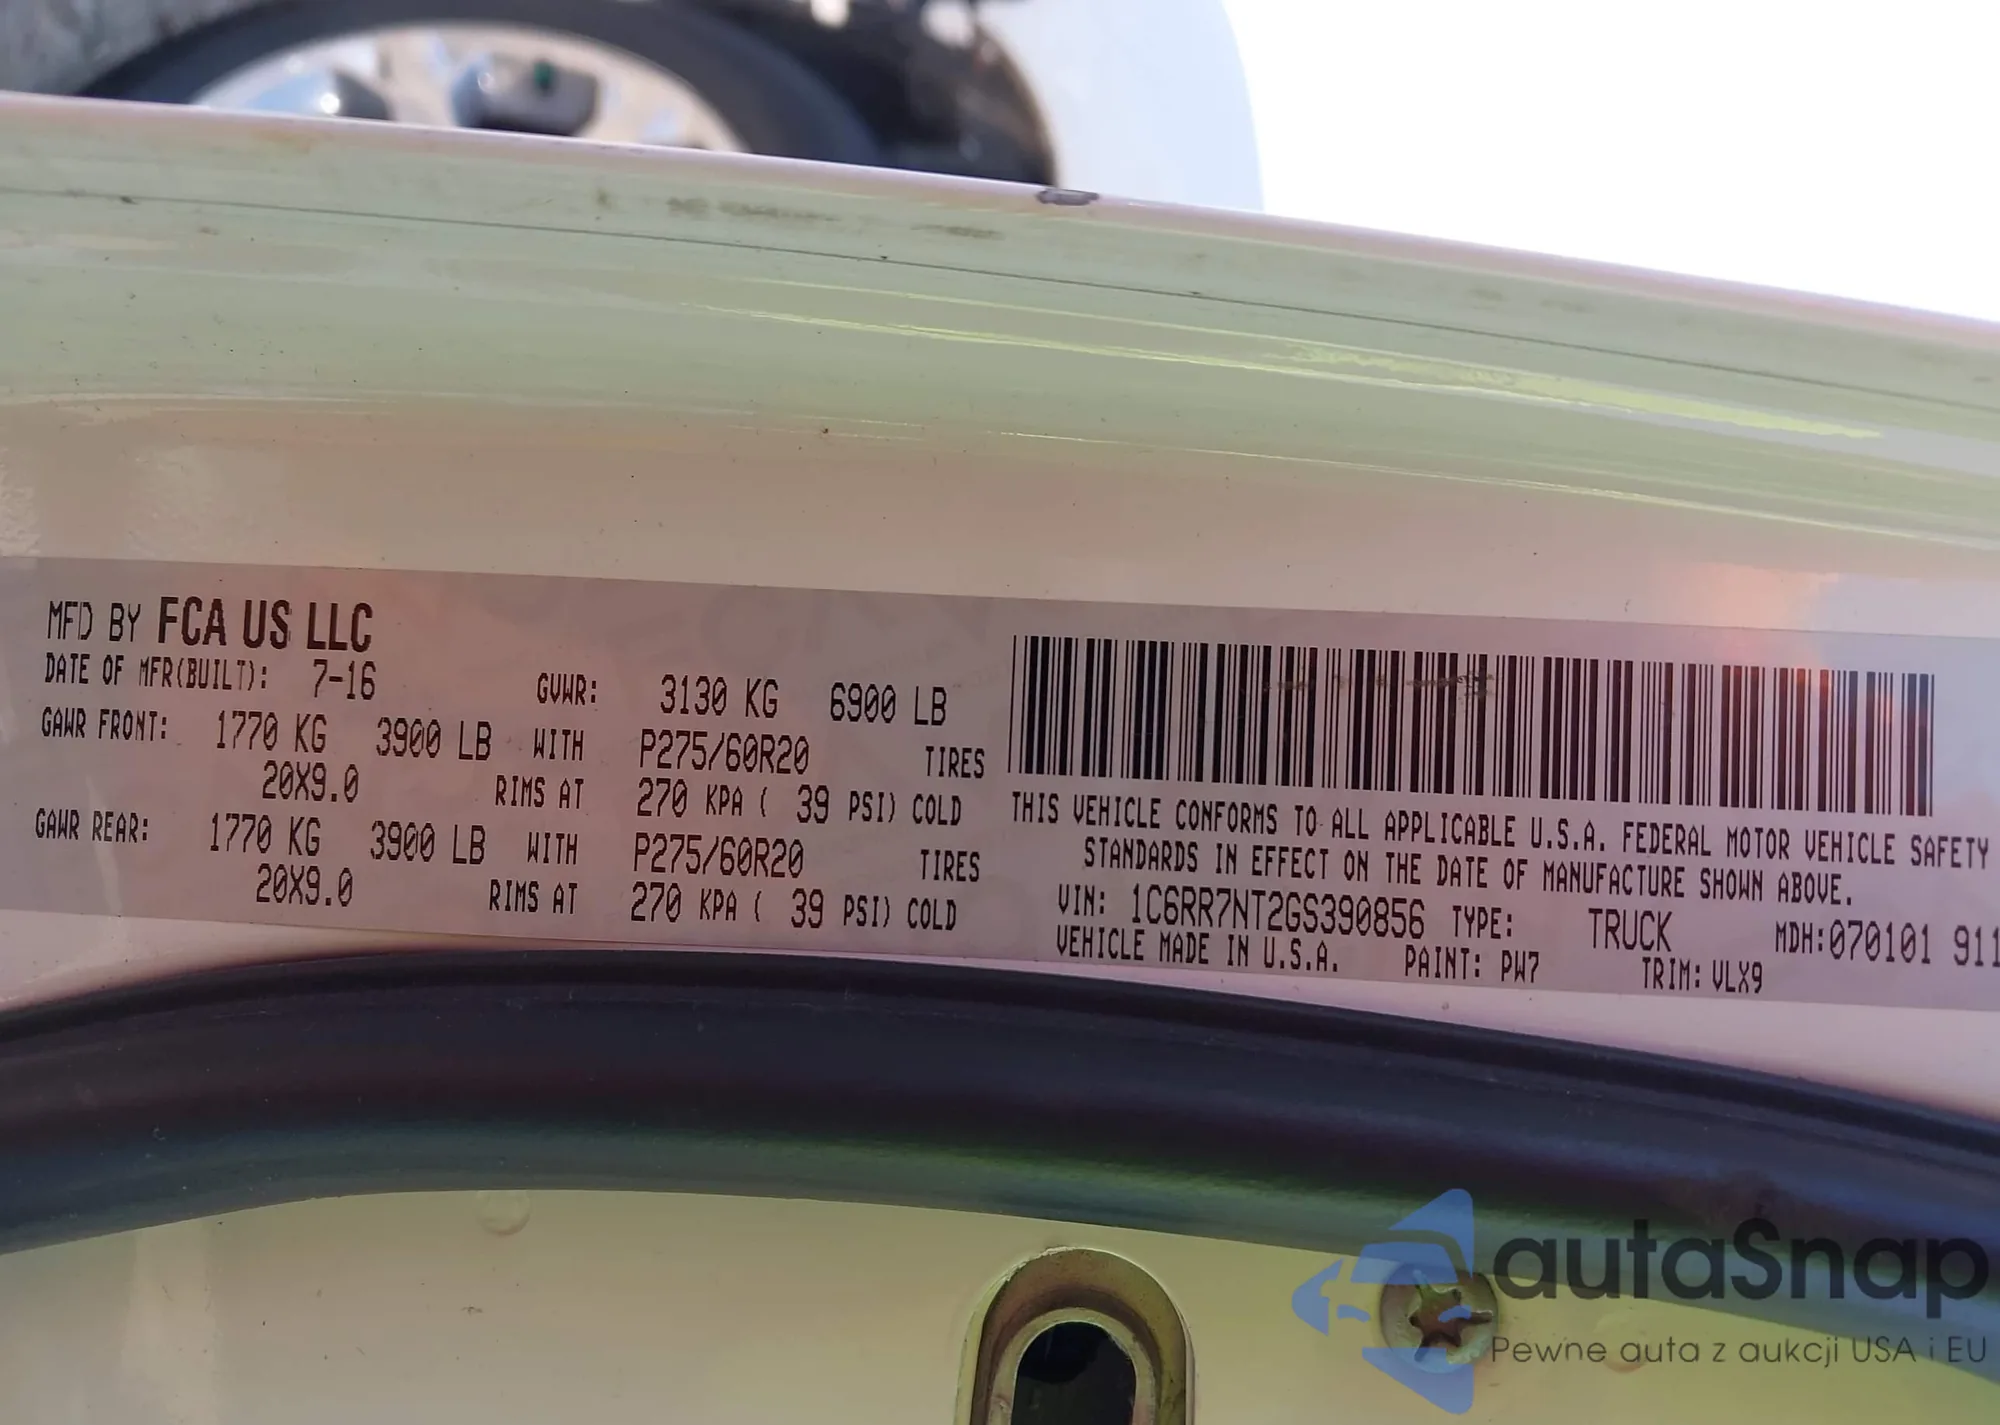 MFD BY FCA US LLC
DATE OF MFR(BUILT): 7-16 GVWR: 3130 KG 6900 LB
GAWR FRONT: 1770 KG 3900 LB WITH P275/60R20 TIRES
20X9.0 RIMS AT 270 KPA ( 39 PSI) COLD
GAWR REAR: 1770 KG 3900 LB WITH P275/60R20 TIRES
20X9.0 RIMS AT 270 KPA ( 39 PSI) COLD
THIS VEHICLE CONFORMS TO ALL APPLICABLE U.S.A. FEDERAL MOTOR VEHICLE SAFETY
STANDARDS IN EFFECT ON THE DATE OF MANUFACTURE SHOWN ABOVE.
VIN: 1C6RR7NT2GS390856 TYPE: TRUCK MDH:070101 911
VEHICLE MADE IN U.S.A. PAINT: PW7 TRIM: VLX9
autaSnap
Pewne auta z aukcji USA i EU